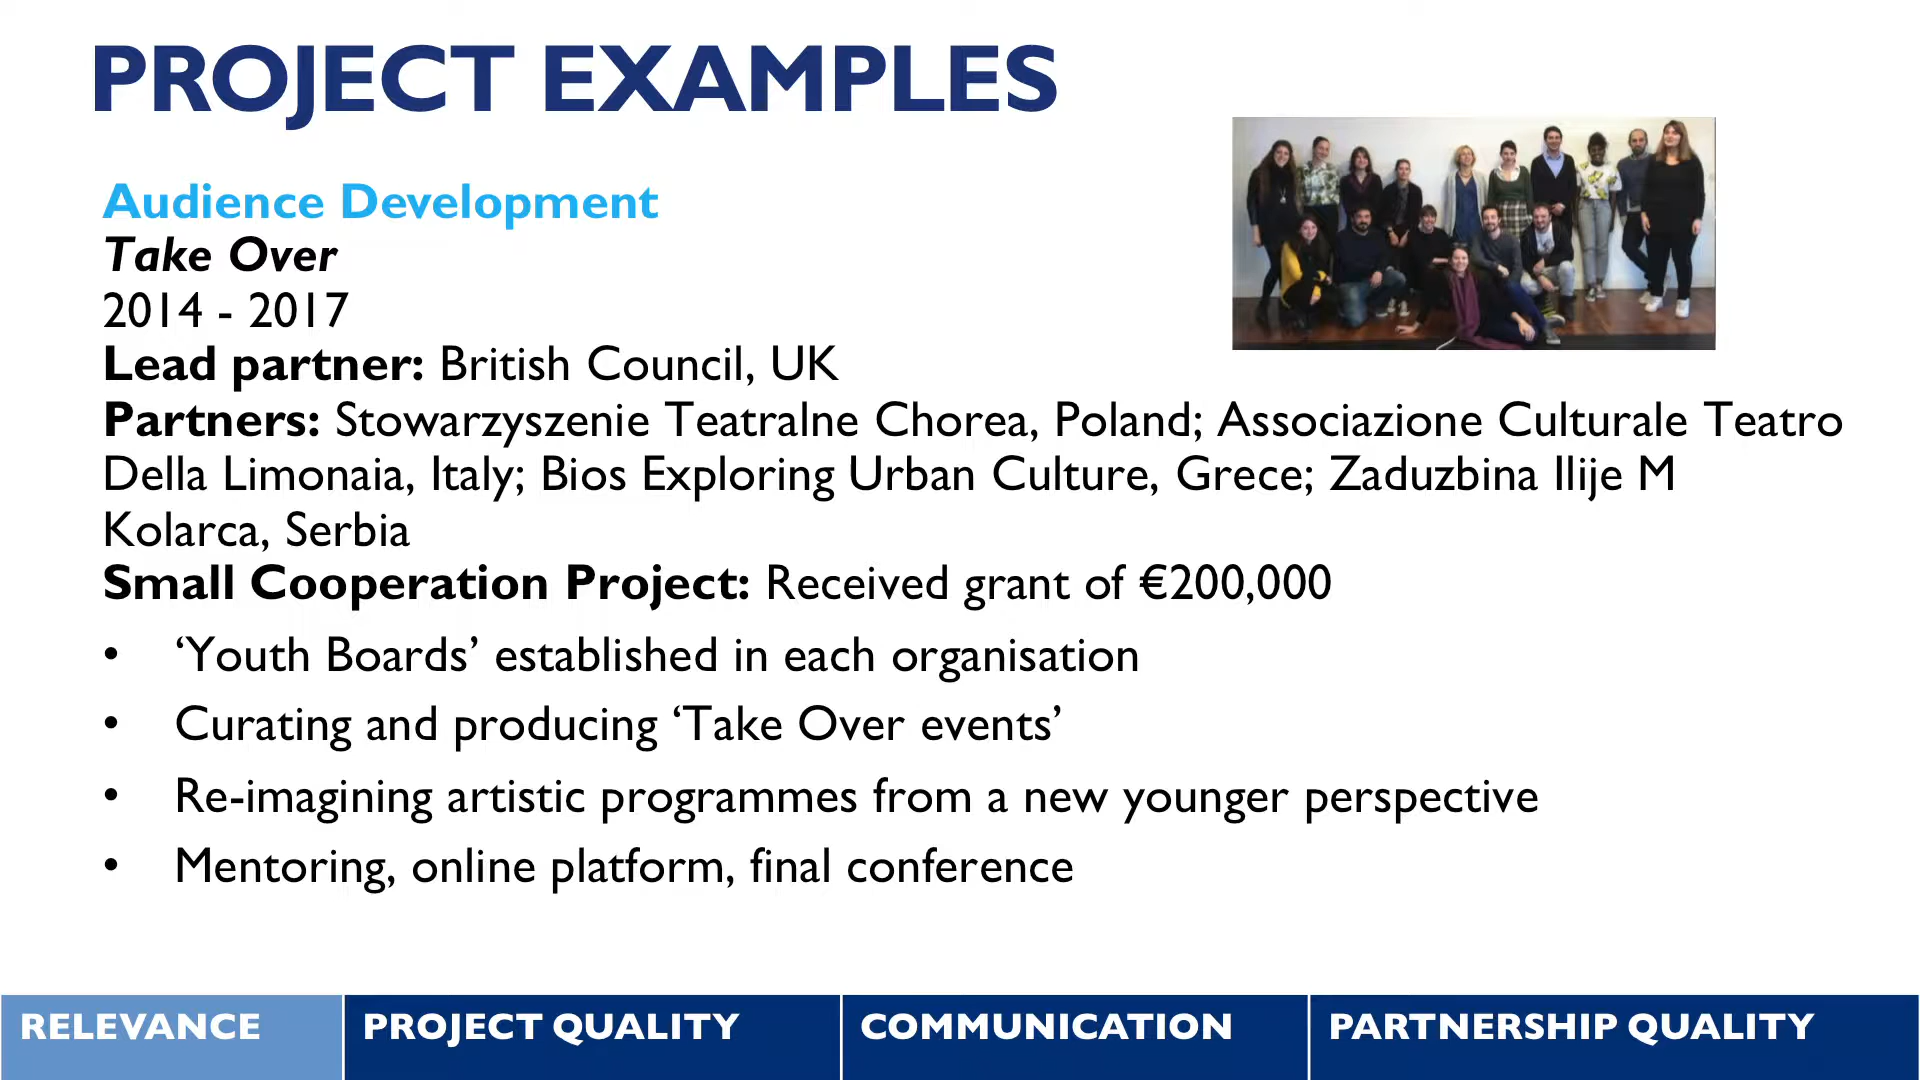 PROJECT EXAMPLES
Audience Development
Take Over
2014 - 2017
Lead partner: British Council, UK
Partners: Stowarzyszenie Teatralne Chorea, Poland; Associazione Culturale Teatro
Della Limonaia, Italy; Bios Exploring Urban Culture, Grece; Zaduzbina Ilije M
Kolarca, Serbia
Small Cooperation Project: Received grant of €200,000
• ‘Youth Boards’ established in each organisation
• Curating and producing ‘Take Over events’
• Re-imagining artistic programmes from a new younger perspective
• Mentoring, online platform, final conference
RELEVANCE PROJECT QUALITY COMMUNICATION PARTNERSHIP QUALITY